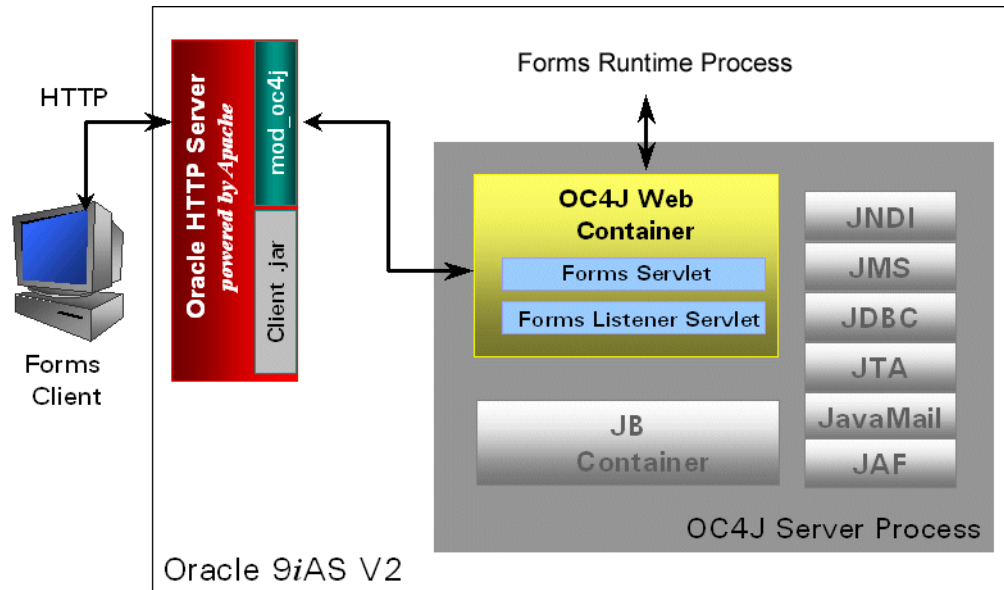 HTTP
Forms
Client
Oracle HTTP Server
powered by Apache
mod_oc4j
Client .jar
Forms Runtime Process
OC4J Web
Container
Forms Servlet
Forms Listener Servlet
JB
Container
JNDI
JMS
JDBC
JTA
JavaMail
JAF
OC4J Server Process
Oracle 9iAS V2